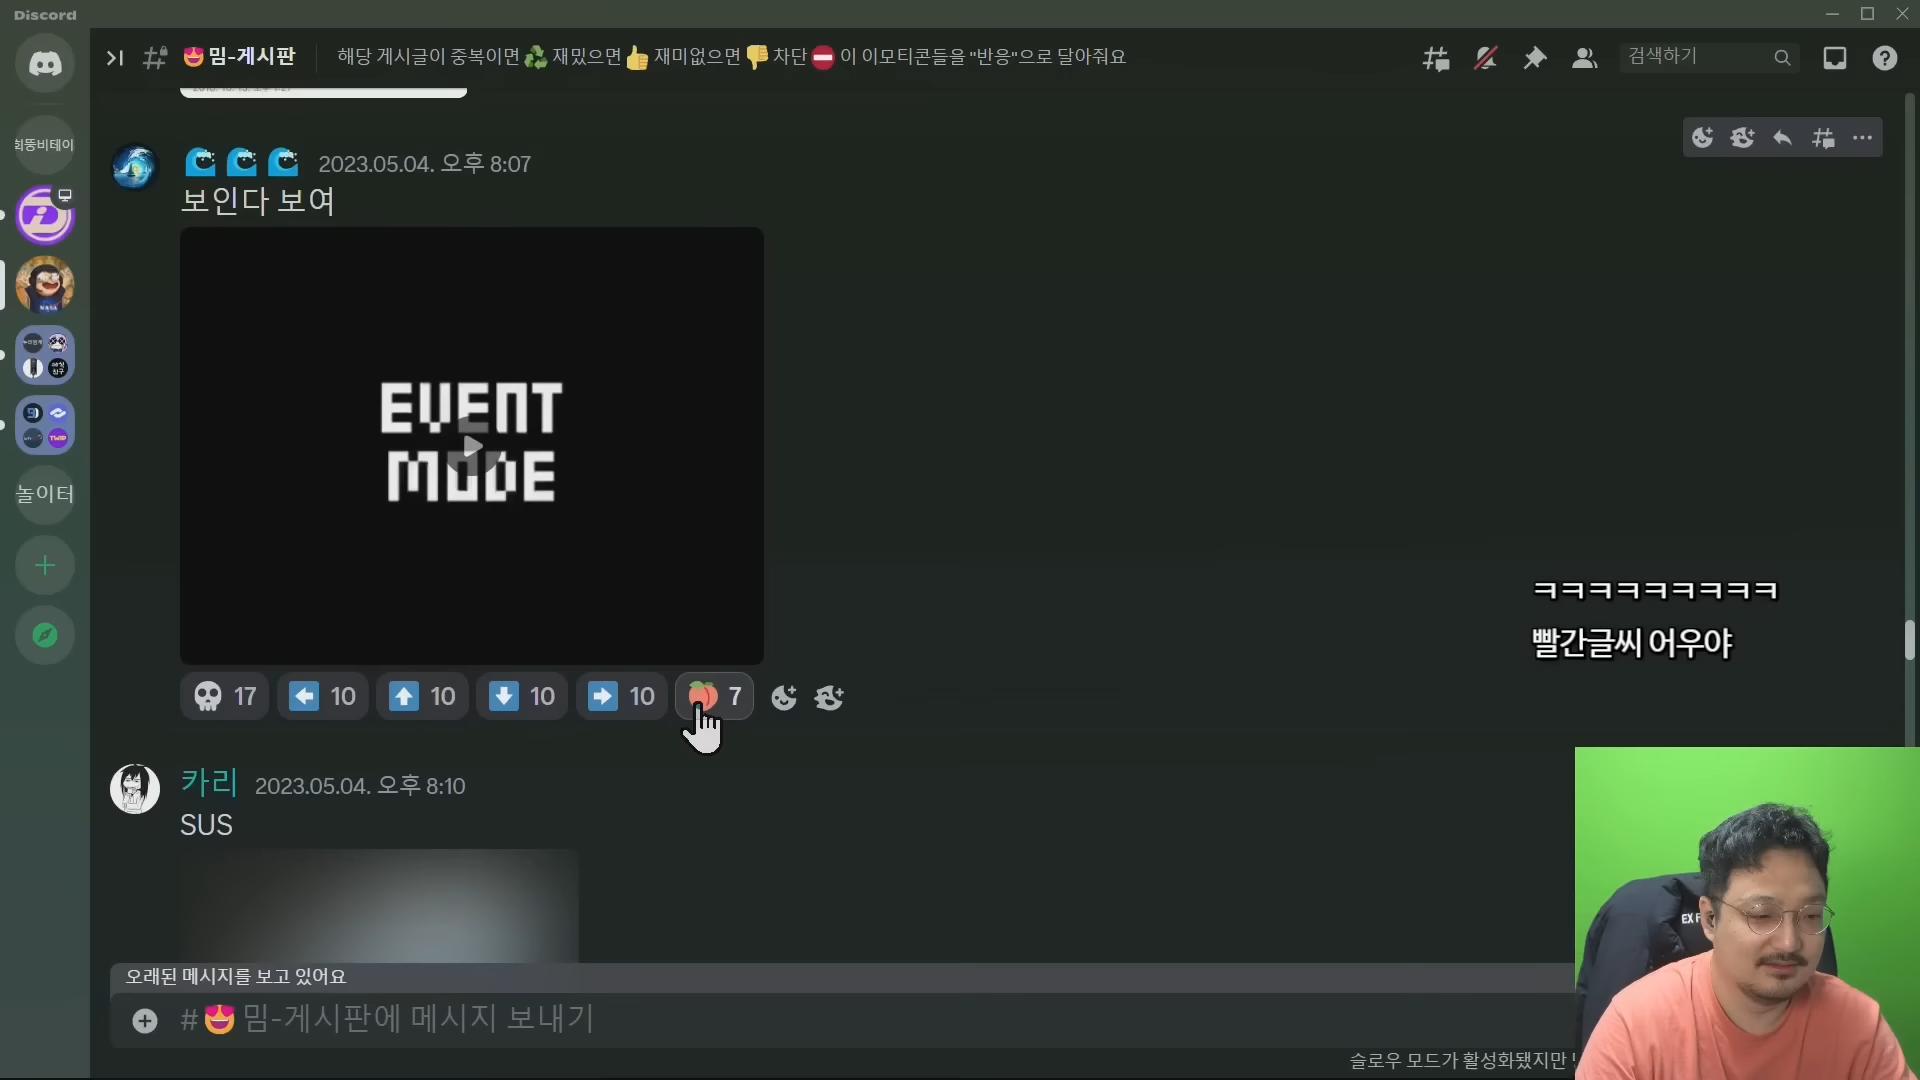 Discord
밈-게시판
해당 게시글이 중복이면 재밌으면 재미없으면 차단 이 이모티콘들을 "반응"으로 달아줘요
검색하기
회뚱비테이
2023.05.04. 오후 8:07
보인다 보여
EVENT
MODE
놀이터
ㅋㅋㅋㅋㅋㅋㅋㅋㅋ
빨간글씨 어우야
17
10
10
10
10
7
카리 2023.05.04. 오후 8:10
SUS
EX
오래된 메시지를 보고 있어요
#밈-게시판에 메시지 보내기
슬로우 모드가 활성화됐지만